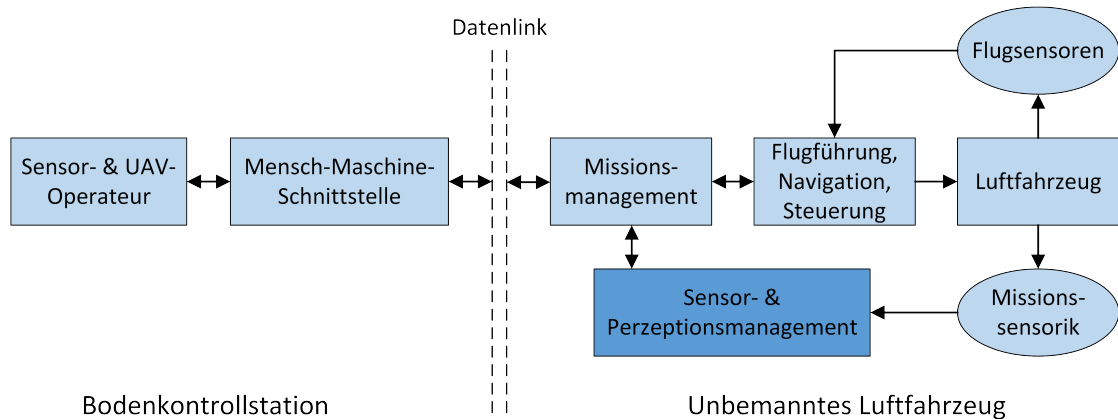 Datenlink
Flugsensoren
Sensor- & UAV-
Operateur
Mensch-Maschine-
Schnittstelle
Missions-
management
Flugführung,
Navigation,
Steuerung
Luftfahrzeug
Sensor- &
Perzeptionsmanagement
Missions-
sensorik
Bodenkontrollstation
Unbemanntes Luftfahrzeug